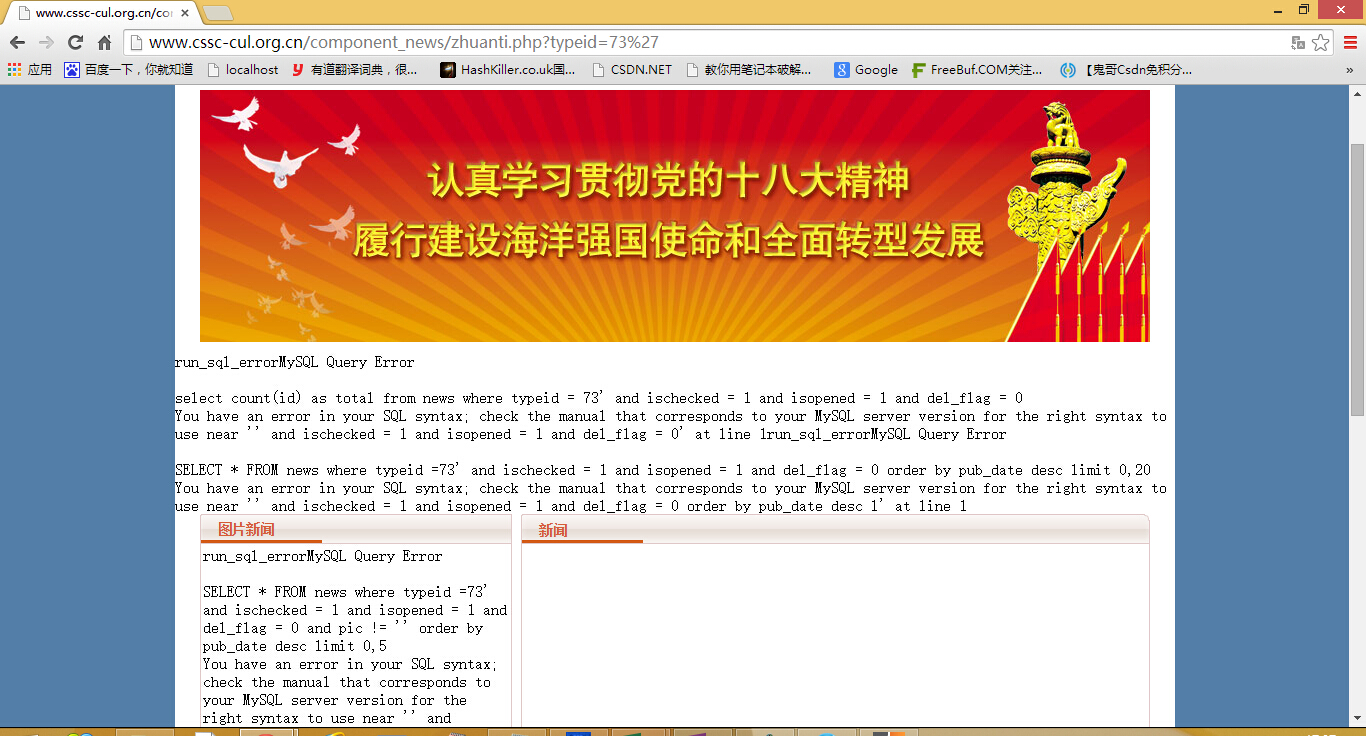 www.cssc-cul.org.cn/co
www.cssc-cul.org.cn/component_news/zhuanti.php?typeid=73%27
应用 百度一下，你就知道 localhost 有道翻译词典，很... HashKiller.co.uk国... CSDN.NET 教你用笔记本破解... Google FreeBuf.COM关注... 【鬼哥Csdn免积分... »
认真学习贯彻党的十八大精神
履行建设海洋强国使命和全面转型发展
run_sql_errorMySQL Query Error
select count(id) as total from news where typeid = 73' and ischecked = 1 and isopened = 1 and del_flag = 0
You have an error in your SQL syntax; check the manual that corresponds to your MySQL server version for the right syntax to
use near '' and ischecked = 1 and isopened = 1 and del_flag = 0' at line 1run_sql_errorMySQL Query Error
SELECT * FROM news where typeid =73' and ischecked = 1 and isopened = 1 and del_flag = 0 order by pub_date desc limit 0,20
You have an error in your SQL syntax; check the manual that corresponds to your MySQL server version for the right syntax to
use near '' and ischecked = 1 and isopened = 1 and del_flag = 0 order by pub_date desc l' at line 1
图片新闻 新闻
run_sql_errorMySQL Query Error
SELECT * FROM news where typeid =73'
and ischecked = 1 and isopened = 1 and
del_flag = 0 and pic != '' order by
pub_date desc limit 0,5
You have an error in your SQL syntax;
check the manual that corresponds to
your MySQL server version for the
right syntax to use near '' and